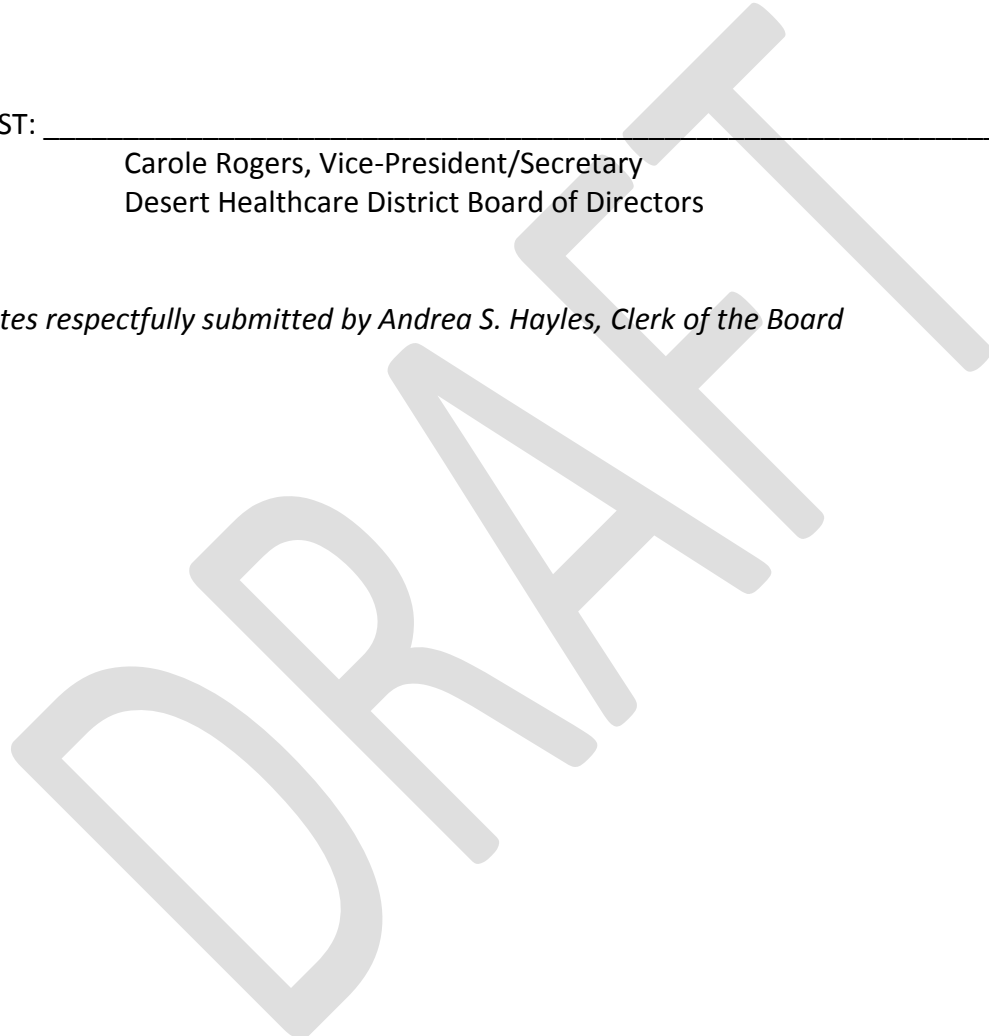 ST: ____________________________________________________________
Carole Rogers, Vice-President/Secretary
Desert Healthcare District Board of Directors
tes respectfully submitted by Andrea S. Hayles, Clerk of the Board
DRAFT